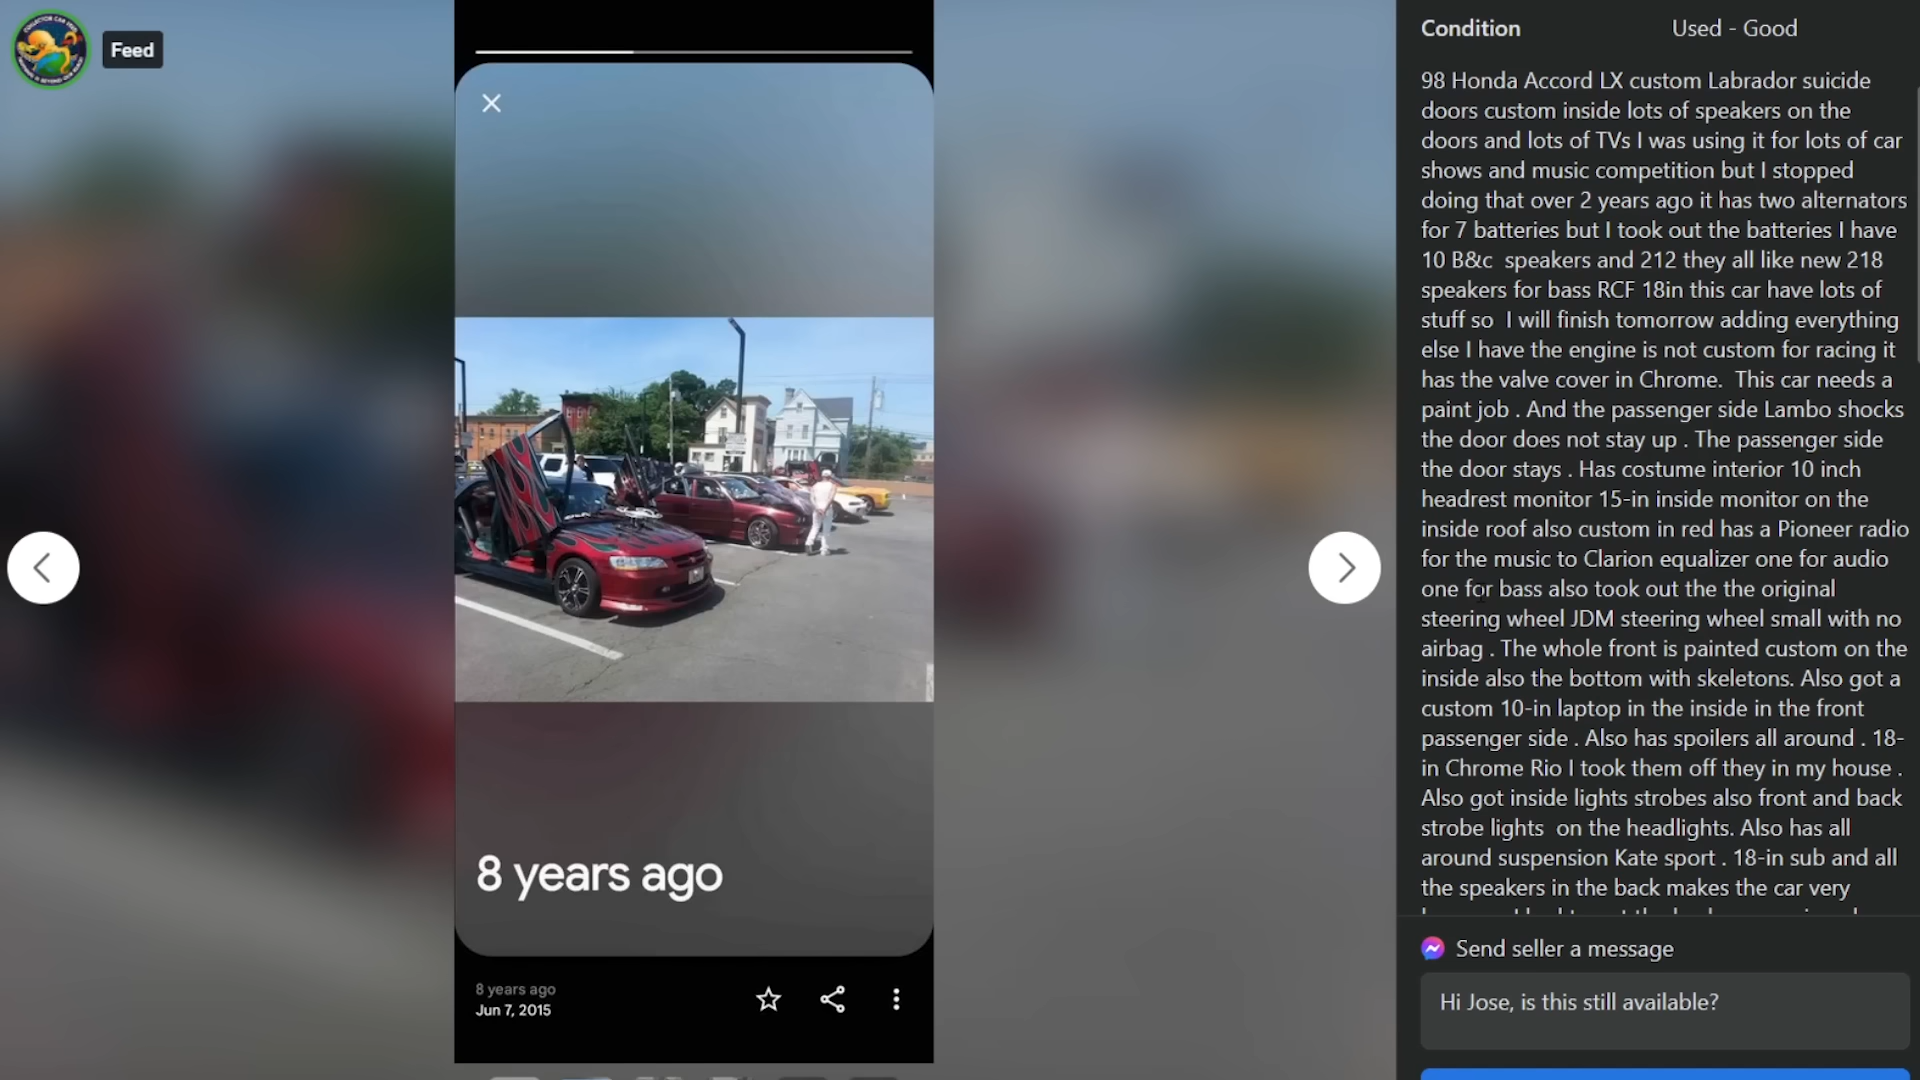 Feed
8 years ago
8 years ago
Jun 7, 2015
Condition
Used - Good
98 Honda Accord LX custom Labrador suicide
doors custom inside lots of speakers on the
doors and lots of TVs I was using it for lots of car
shows and music competition but I stopped
doing that over 2 years ago it has two alternators
for 7 batteries but I took out the batteries I have
10 B&c  speakers and 212 they all like new 218
speakers for bass RCF 18in this car have lots of
stuff so  I will finish tomorrow adding everything
else I have the engine is not custom for racing it
has the valve cover in Chrome.  This car needs a
paint job . And the passenger side Lambo shocks
the door does not stay up . The passenger side
the door stays . Has costume interior 10 inch
headrest monitor 15-in inside monitor on the
inside roof also custom in red has a Pioneer radio
for the music to Clarion equalizer one for audio
one for bass also took out the the original
steering wheel JDM steering wheel small with no
airbag . The whole front is painted custom on the
inside also the bottom with skeletons. Also got a
custom 10-in laptop in the inside in the front
passenger side . Also has spoilers all around . 18-
in Chrome Rio I took them off they in my house .
Also got inside lights strobes also front and back
strobe lights  on the headlights. Also has all
around suspension Kate sport . 18-in sub and all
the speakers in the back makes the car very
Send seller a message
Hi Jose, is this still available?